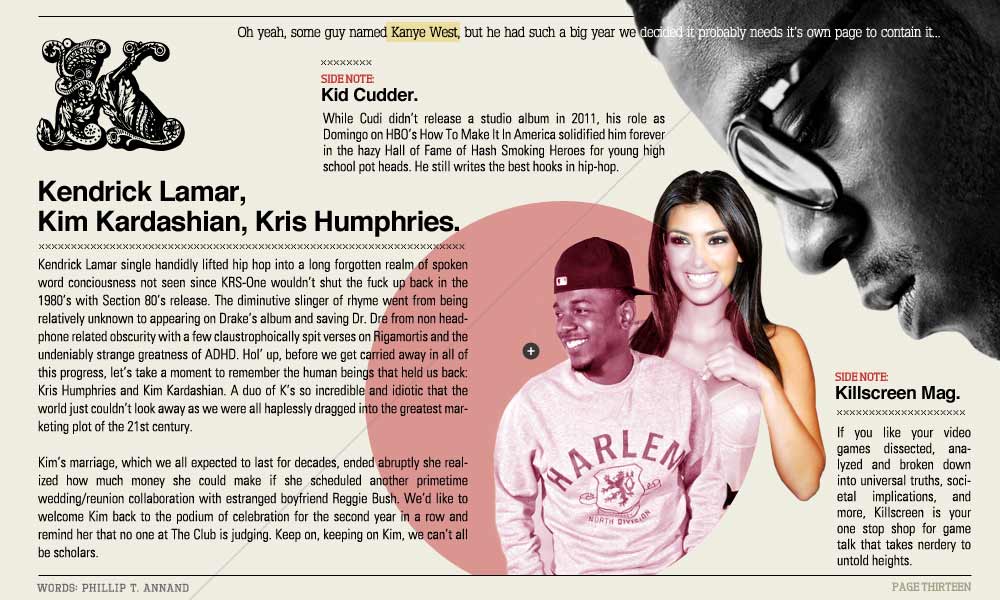 Oh yeah, some guy named Kanye West, but he had such a big year we decided it probably needs it's own page to contain it...
K
xxxxxxxx
SIDE NOTE:
Kid Cudder.
While Cudi didn't release a studio album in 2011, his role as
Domingo on HBO's How To Make It In America solidified him forever
in the hazy Hall of Fame of Hash Smoking Heroes for young high
school pot heads. He still writes the best hooks in hip-hop.
Kendrick Lamar,
Kim Kardashian, Kris Humphries.
Kendrick Lamar single handidly lifted hip hop into a long forgotten realm of spoken
word conciousness not seen since KRS-One wouldn't shut the fuck up back in the
1980's with Section 80's release. The diminutive slinger of rhyme went from being
relatively unknown to appearing on Drake's album and saving Dr. Dre from non head-
phone related obscurity with a few claustrophoically spit verses on Rigamortis and the
undeniably strange greatness of ADHD. Hol' up, before we get carried away in all of
this progress, let's take a moment to remember the human beings that held us back:
Kris Humphries and Kim Kardashian. A duo of K's so incredible and idiotic that the
world just couldn't look away as we were all haplessly dragged into the greatest mar-
keting plot of the 21st century.
Kim's marriage, which we all expected to last for decades, ended abruptly she real-
ized how much money she could make if she scheduled another primetime
wedding/reunion collaboration with estranged boyfriend Reggie Bush. We'd like to
welcome Kim back to the podium of celebration for the second year in a row and
remind her that no one at The Club is judging. Keep on, keeping on Kim, we can't all
be scholars.
HARLEM
NORTH DIVISION
SIDE NOTE:
Killscreen Mag.
If you like your video
games dissected, ana-
lyzed and broken down
into universal truths, soci-
etal implications, and
more, Killscreen is your
one stop shop for game
talk that takes nerdery to
untold heights.
WORDS: PHILLIP T. ANNAND
PAGE THIRTEEN